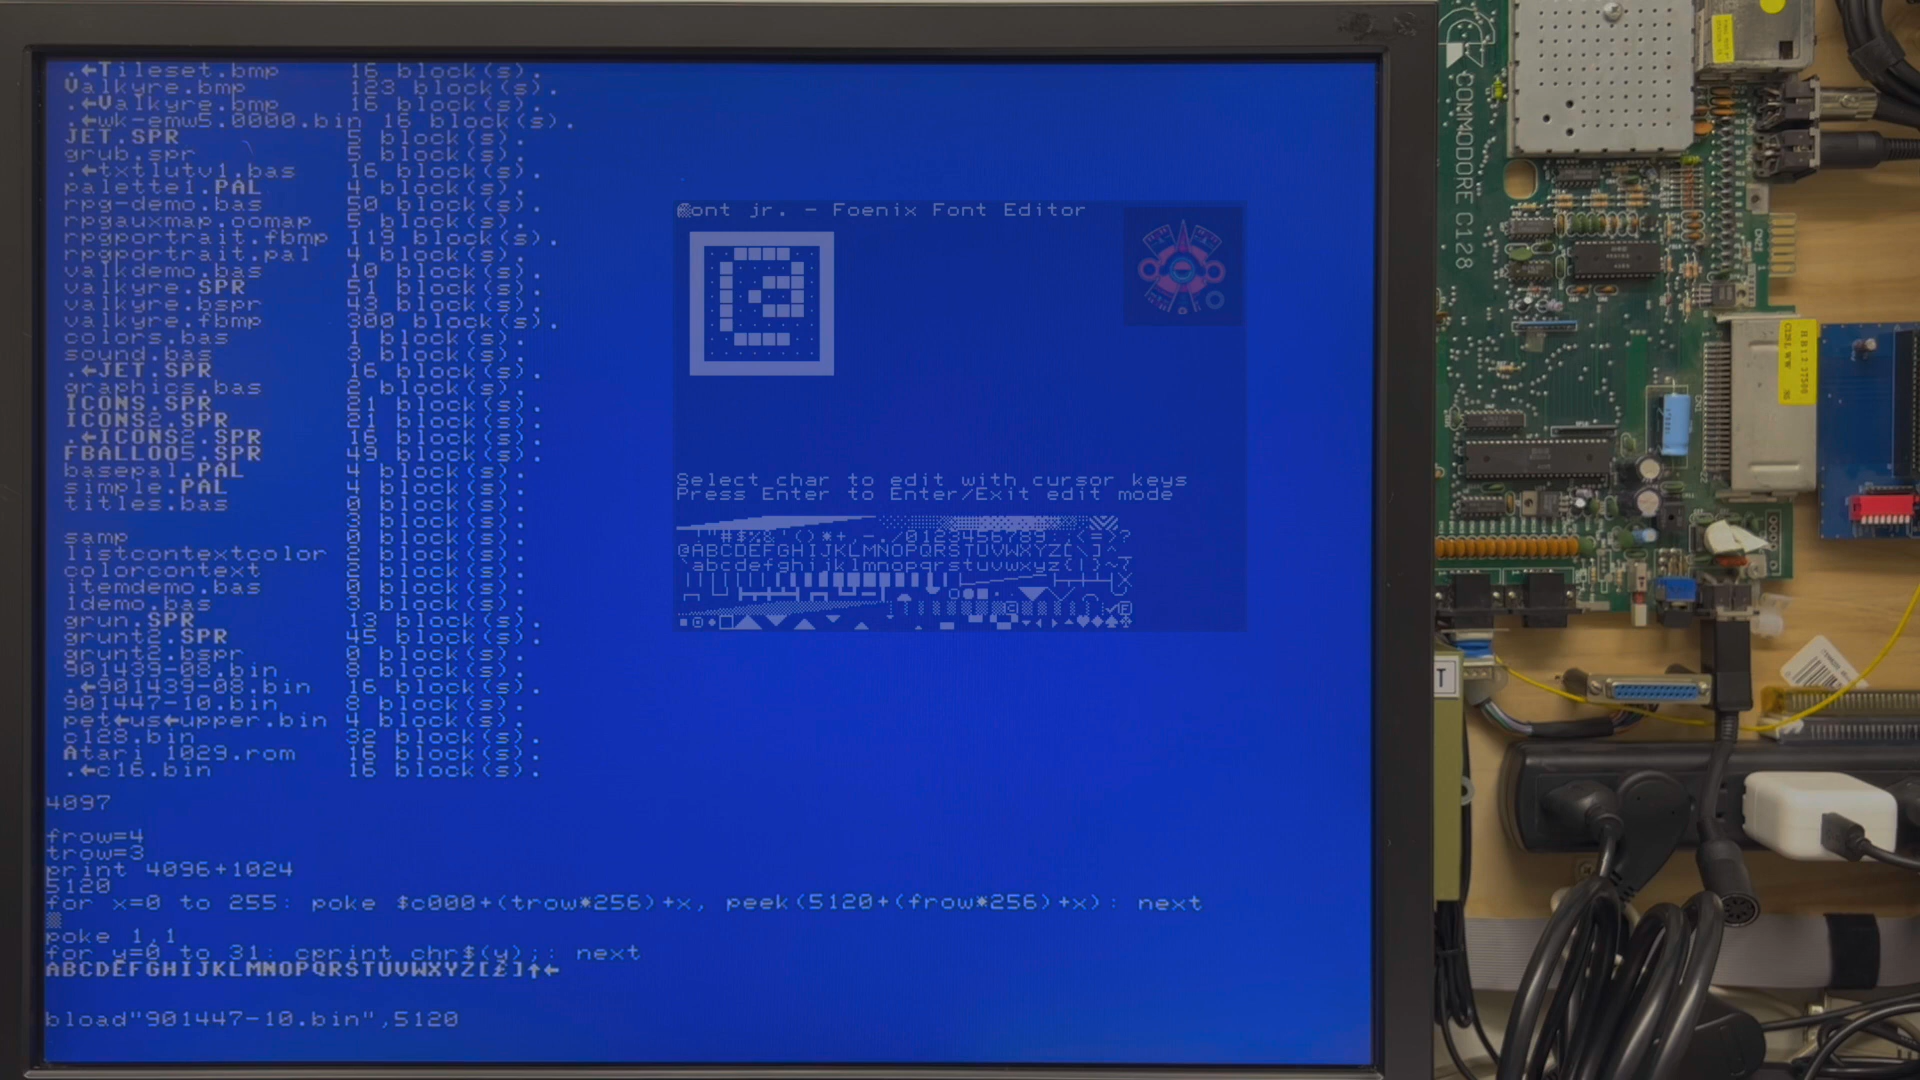 .←Tileset.bmp 16 block(s).
Valkyre.bmp 123 block(s).
.←Valkyre.bmp 16 block(s).
.←wk-emw5.0000.bin 16 block(s).
JET.SPR 5 block(s).
grub.spr 5 block(s).
.←txtlutv1.bas 16 block(s).
palette1.PAL 4 block(s).
rpg-demo.bas 50 block(s).
rpgauxmap.oomap 5 block(s).
rpgportrait.fbmp 119 block(s).
rpgportrait.pal 4 block(s).
valkdemo.bas 10 block(s).
valkyre.SPR 51 block(s).
valkyre.bspr 43 block(s).
valkyre.fbmp 300 block(s).
colors.bas 1 block(s).
sound.bas 3 block(s).
.←JET.SPR 16 block(s).
graphics.bas 2 block(s).
ICONS.SPR 21 block(s).
ICONS2.SPR 21 block(s).
.←ICONS2.SPR 16 block(s).
FBALLOO5.SPR 49 block(s).
basepal.PAL 4 block(s).
simple.PAL 4 block(s).
titles.bas 0 block(s).
3 block(s).
samp 0 block(s).
listcontextcolor 2 block(s).
colorcontext 2 block(s).
itemdemo.bas 0 block(s).
ldemo.bas 3 block(s).
grun.SPR 13 block(s).
grunt2.SPR 45 block(s).
grunt2.bspr 0 block(s).
901439-08.bin 8 block(s).
.←901439-08.bin 16 block(s).
901447-10.bin 8 block(s).
pet←us←upper.bin 4 block(s).
c128.bin 32 block(s).
Atari 1029.rom 16 block(s).
.←c16.bin 16 block(s).
4097
frow=4
trow=3
print 4096+1024
5120
for x=0 to 255: poke $c000+(trow*256)+x, peek(5120+(frow*256)+x): next
poke 1,1
for y=0 to 31: cprint chr$(y);: next
ABCDEFGHIJKLMNOPQRSTUVWXYZ[£]↑←
bload"901447-10.bin",5120
ont jr. - Foenix Font Editor
Select char to edit with cursor keys
Press Enter to Enter/Exit edit mode
!"#$%&'()*+,-./0123456789:;<=>?
@ABCDEFGHIJKLMNOPQRSTUVWXYZ[\]^_
`abcdefghijklmnopqrstuvwxyz{|}~
COMMODORE C128
T